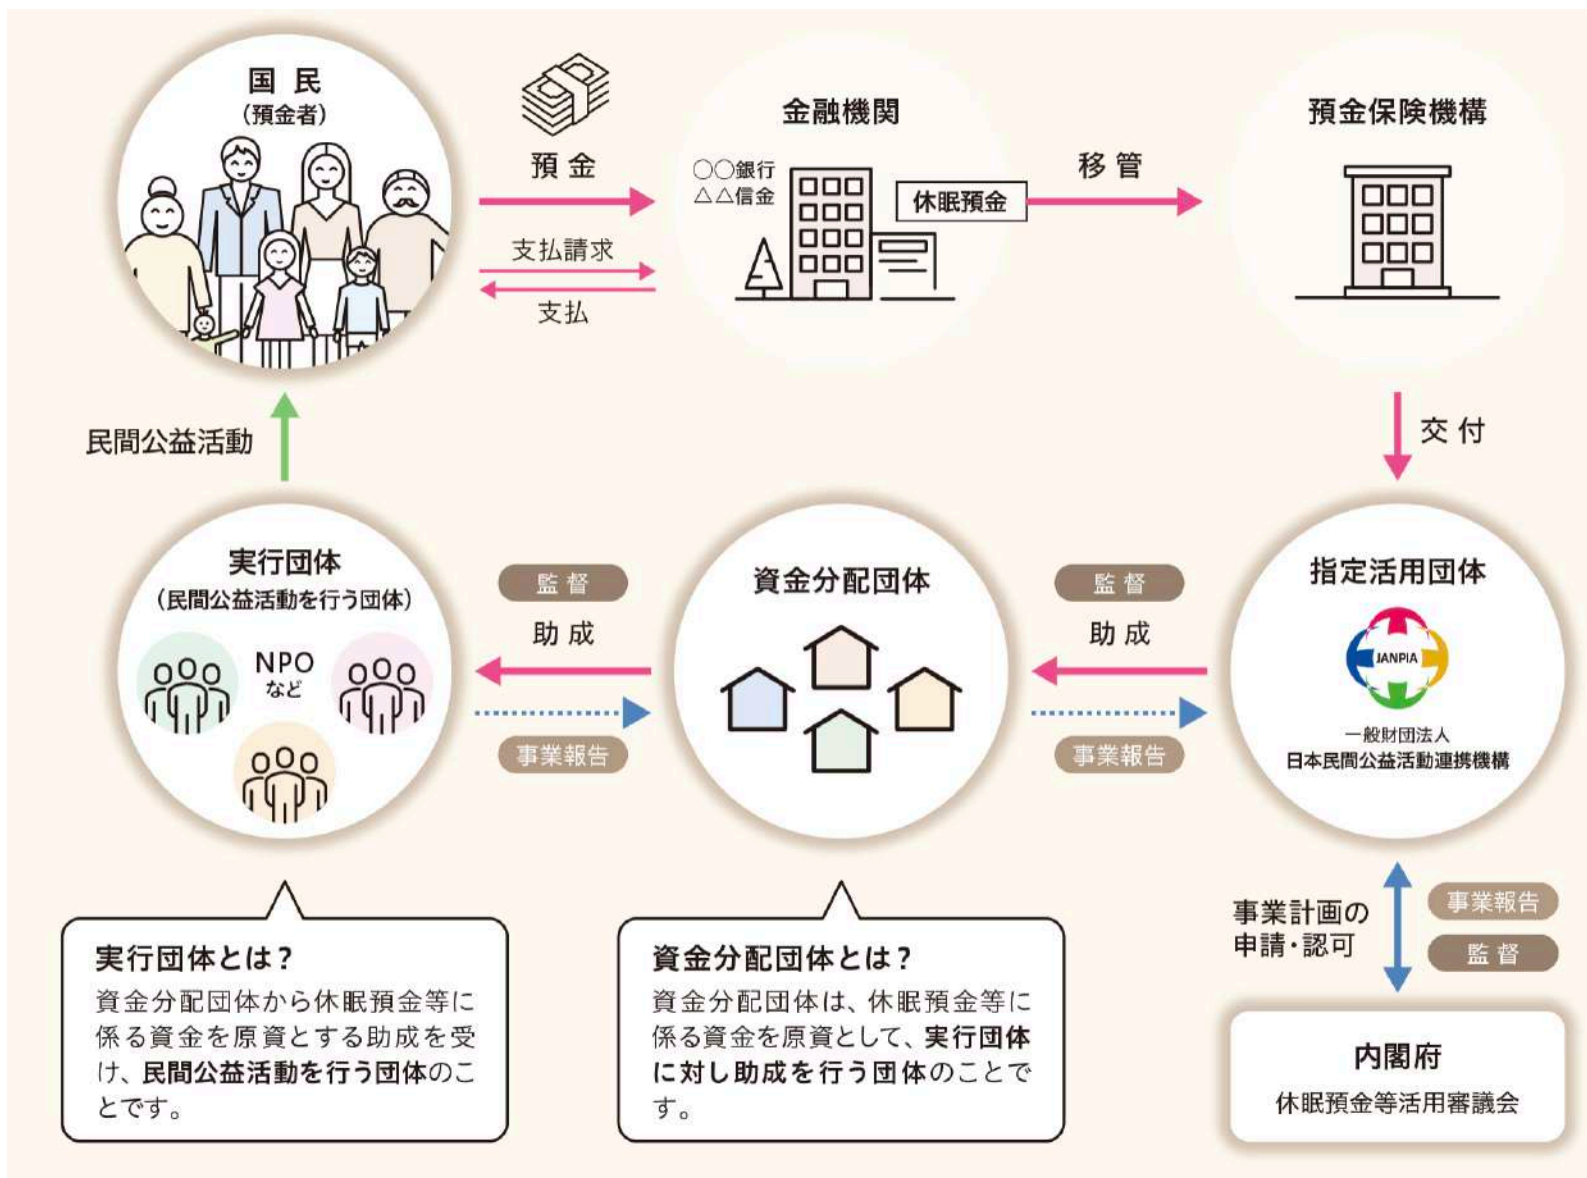 国民
（預金者）
預金
支払請求
支払
金融機関
○○銀行
△△信金
休眠預金
移管
預金保険機構
交付
民間公益活動
実行団体
（民間公益活動を行う団体）
NPO
など
監督
助成
事業報告
資金分配団体
監督
助成
事業報告
指定活用団体
JANPIA
一般財団法人
日本民間公益活動連携機構
実行団体とは？
資金分配団体から休眠預金等に
係る資金を原資とする助成を受
け、民間公益活動を行う団体のこ
とです。
資金分配団体とは？
資金分配団体は、休眠預金等に
係る資金を原資として、実行団体
に対し助成を行う団体のことで
す。
事業計画の
申請・認可
事業報告
監督
内閣府
休眠預金等活用審議会